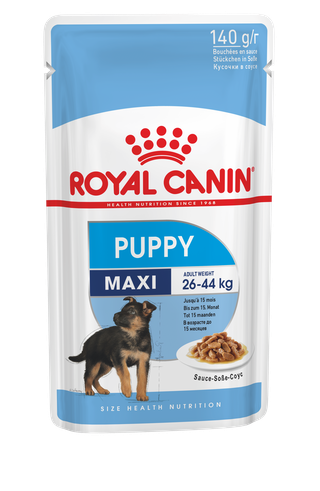 140 g/г
Bouchées en sauce
Stückchen in Soße
Кусочки в соусе
ROYAL CANIN
HEALTH NUTRITION SINCE 1968
PUPPY
MAXI
ADULT WEIGHT
26-44 kg
Jusqu'à 15 mois
Bis zum 15. Monat
Tot 15 maanden
В возрасте до
15 месяцев
Sauce-Soße-Соус
SIZE HEALTH NUTRITION